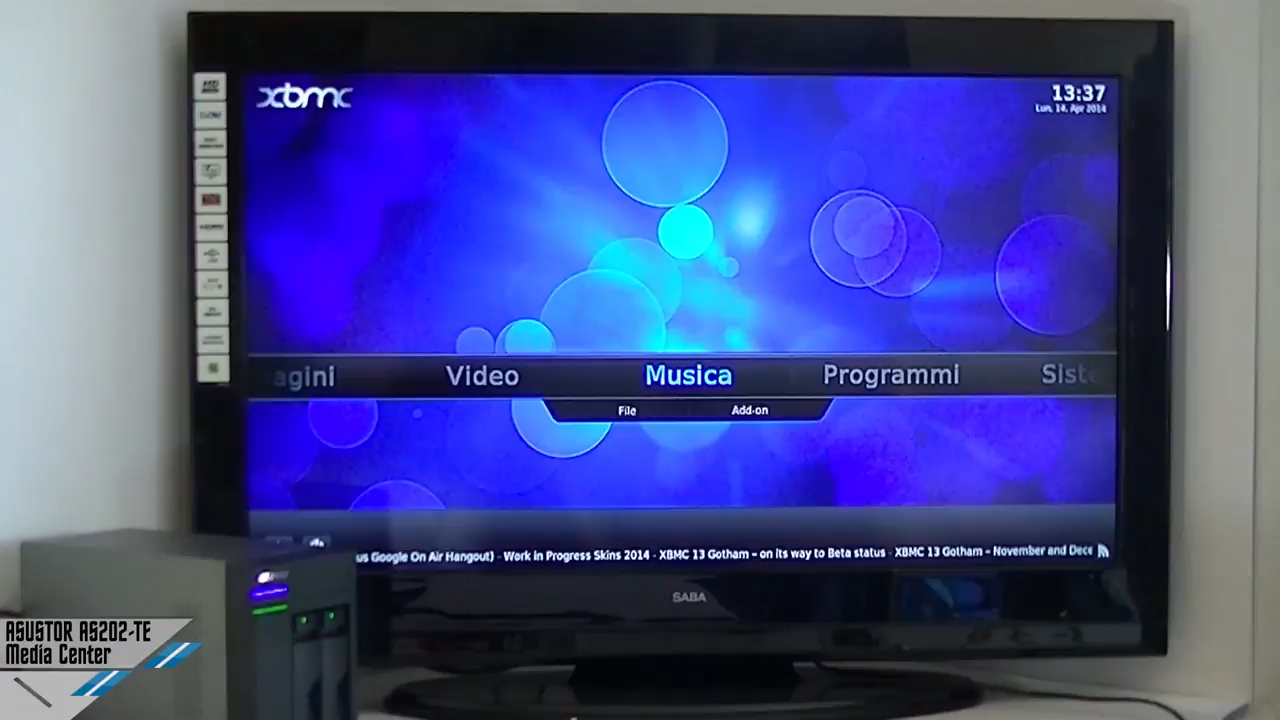 xbmc
13:37
Lun, 14. Apr 2014
agini Video Musica Programmi Siste
File Add-on
us Google On Air Hangout) - Work in Progress Skins 2014 - XBMC 13 Gotham – on its way to Beta status - XBMC 13 Gotham – November and Dece
SABA
ASUSTOR AS202-TE
Media Center